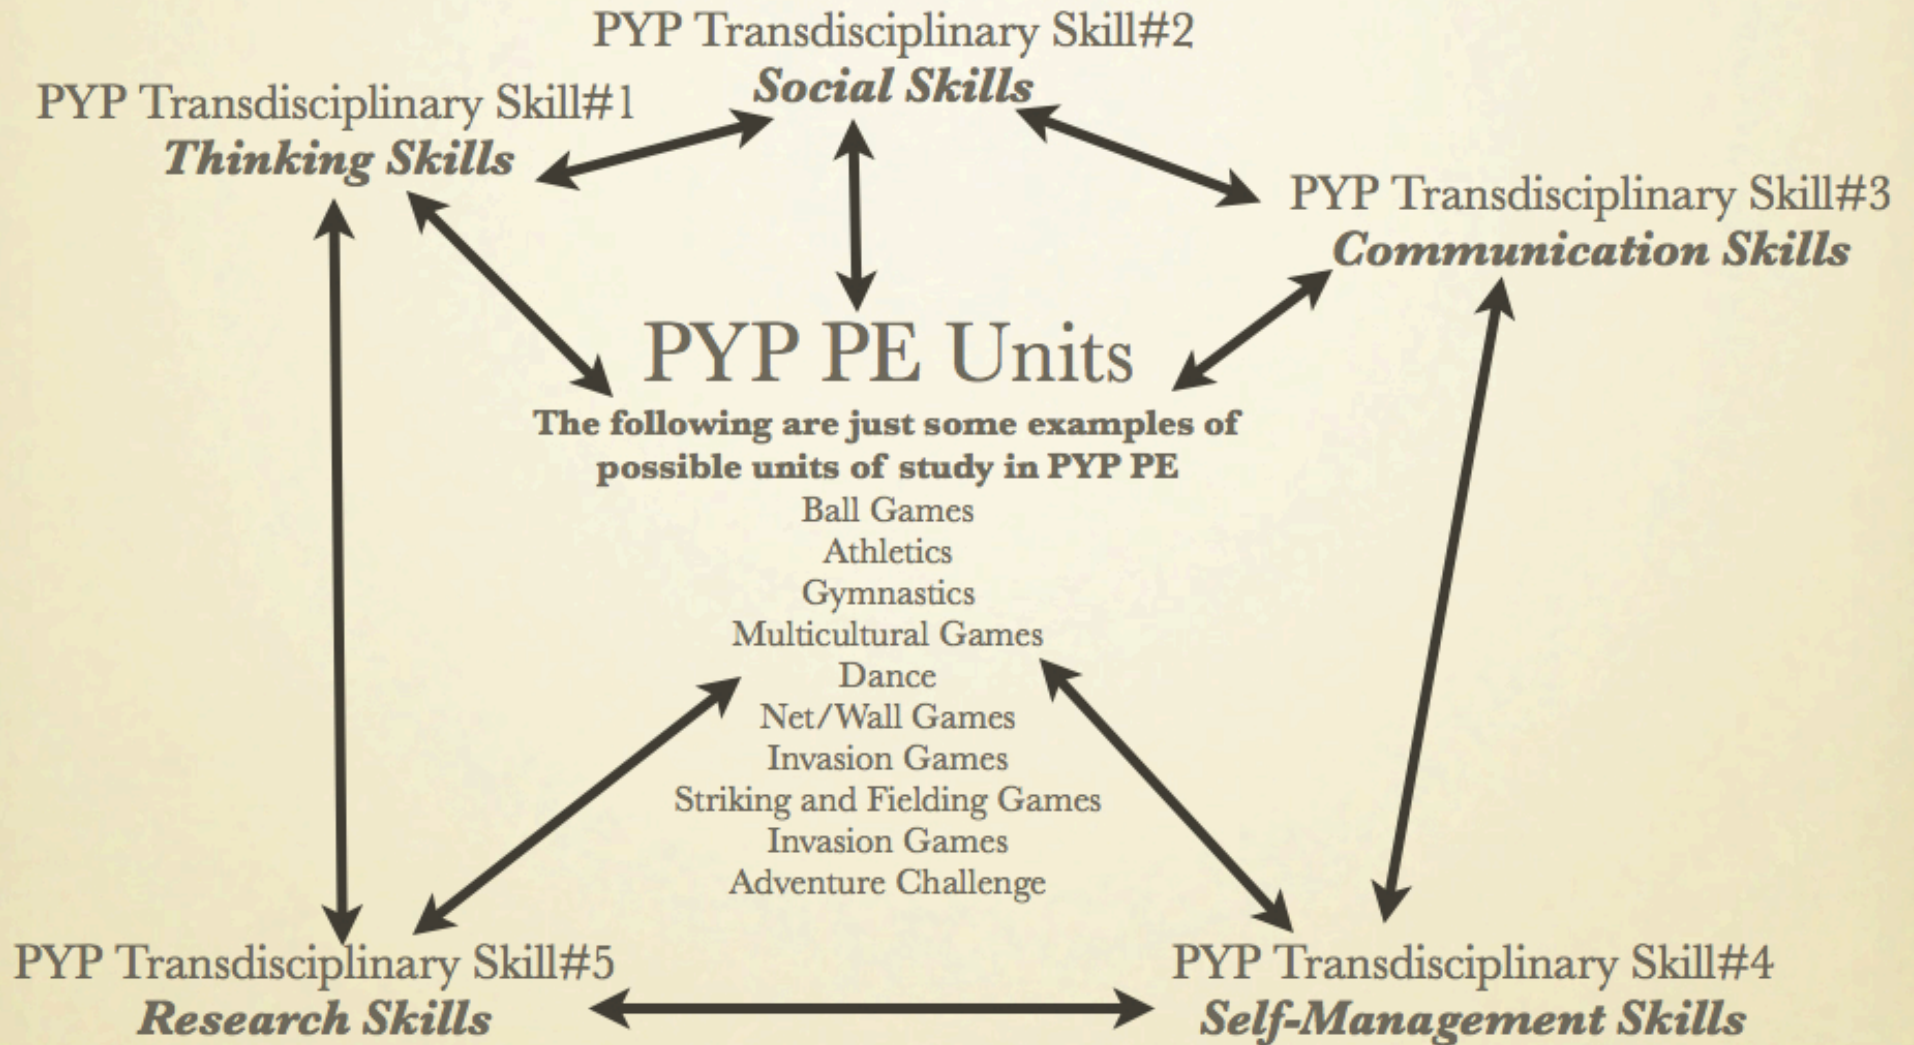 PYP Transdisciplinary Skill#2
Social Skills
PYP Transdisciplinary Skill#1
Thinking Skills
PYP Transdisciplinary Skill#3
Communication Skills
PYP PE Units
The following are just some examples of
possible units of study in PYP PE
Ball Games
Athletics
Gymnastics
Multicultural Games
Dance
Net/Wall Games
Invasion Games
Striking and Fielding Games
Invasion Games
Adventure Challenge
PYP Transdisciplinary Skill#5
Research Skills
PYP Transdisciplinary Skill#4
Self-Management Skills